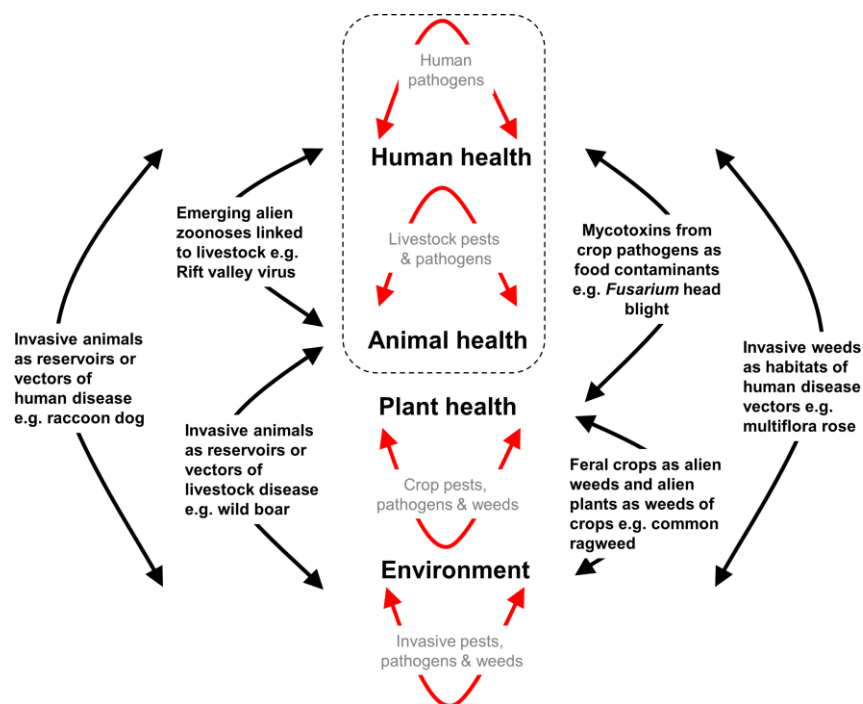 Human
pathogens
Human health
Emerging alien
zoonoses linked
to livestock e.g.
Rift valley virus
Livestock pests
& pathogens
Mycotoxins from
crop pathogens as
food contaminants
e.g. Fusarium head
blight
Animal health
Invasive animals
as reservoirs or
vectors of
human disease
e.g. raccoon dog
Invasive weeds
as habitats of
human disease
vectors e.g.
multiflora rose
Plant health
Invasive animals
as reservoirs or
vectors of
livestock disease
e.g. wild boar
Crop pests,
pathogens & weeds
Feral crops as alien
weeds and alien
plants as weeds of
crops e.g. common
ragweed
Environment
Invasive pests,
pathogens & weeds